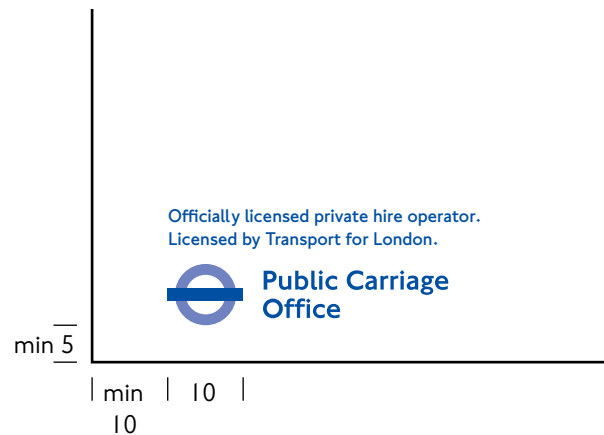 Officially licensed private hire operator.
Licensed by Transport for London.
Public Carriage
Office
min 5
min 10
10